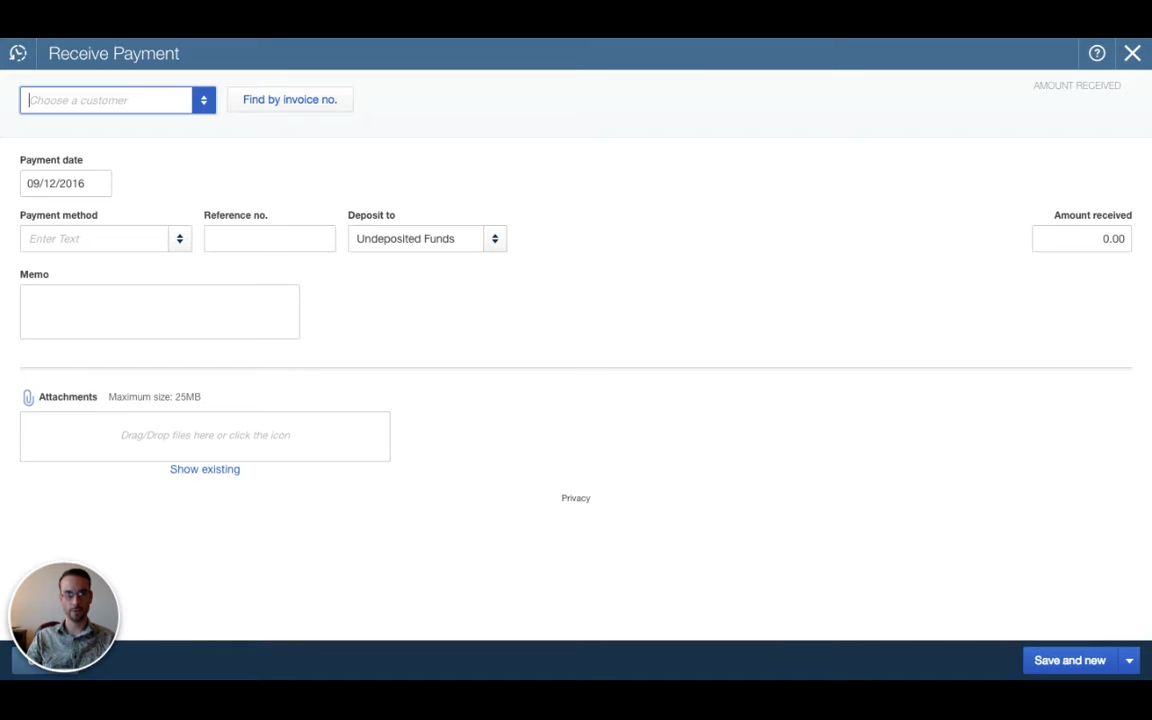 Receive Payment
?
Choose a customer
Find by invoice no.
AMOUNT RECEIVED
Payment date
09/12/2016
Payment method
Reference no.
Deposit to
Amount received
Enter Text
Undeposited Funds
0.00
Memo
Attachments Maximum size: 25MB
Drag/Drop files here or click the icon
Show existing
Privacy
Save and new